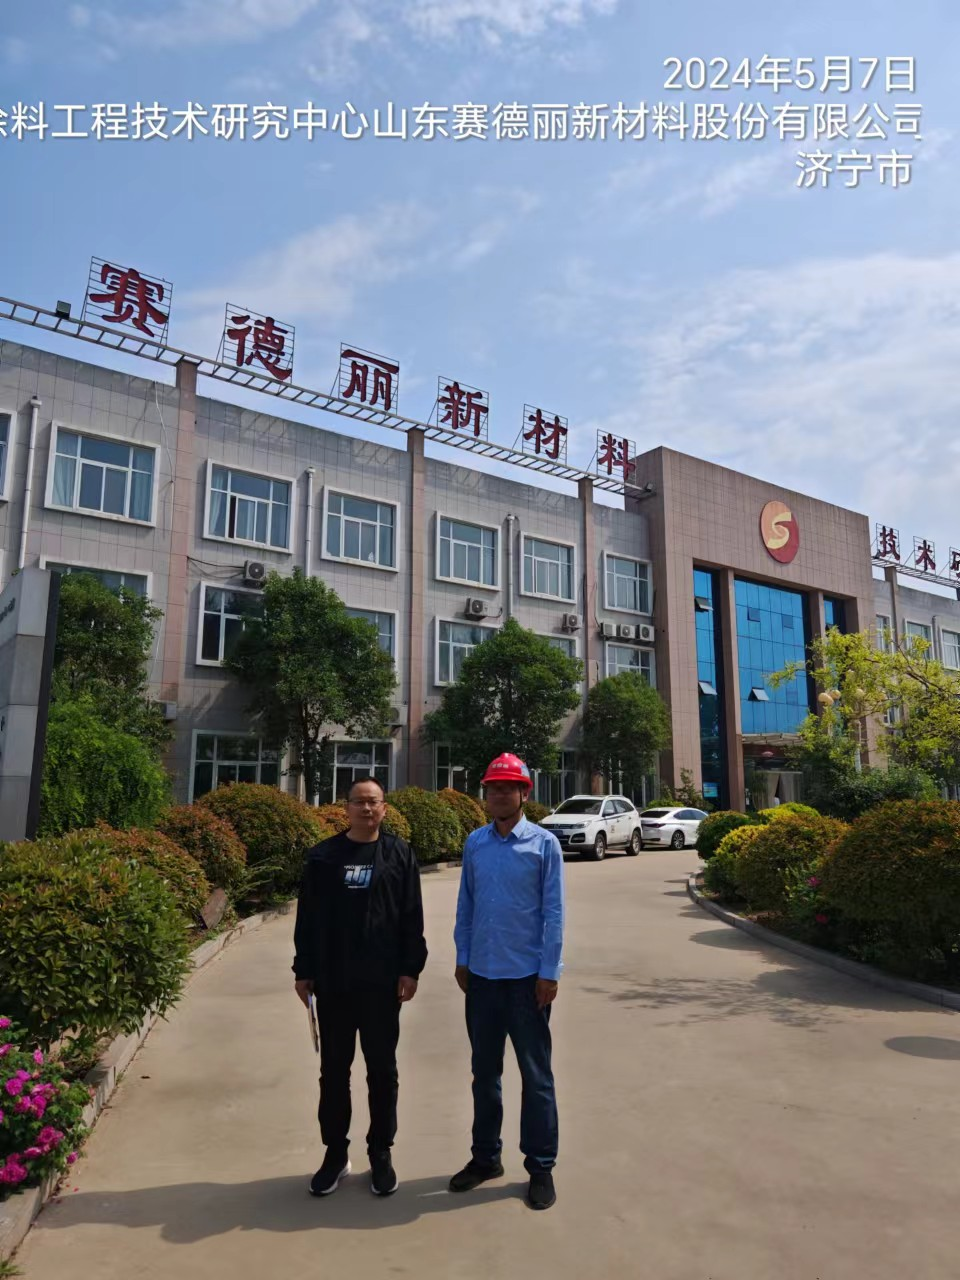 2024年5月7日
涂料工程技术研究中心山东赛德丽新材料股份有限公司
济宁市
赛德丽新材料
技术研